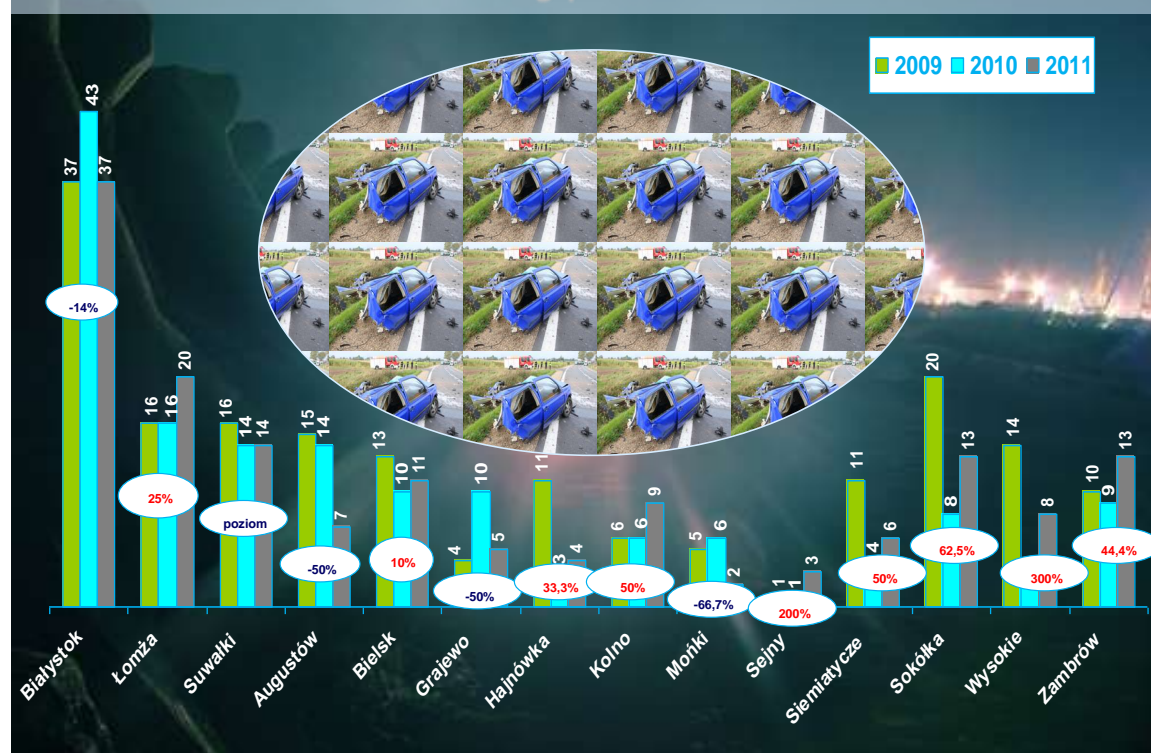 2009 2010 2011
37 43 37
-14%
16 16 20
25%
16 14 14
poziom
15 14 7
-50%
13 10 11
10%
4 10 5
-50%
11 3 4
33,3%
6 6 9
50%
5 6 2
-66,7%
1 1 3
200%
11 4 6
50%
20 8 13
62,5%
14 8
300%
10 9 13
44,4%
Białystok
Łomża
Suwałki
Augustów
Bielsk
Grajewo
Hajnówka
Kolno
Mońki
Sejny
Siemiatycze
Sokółka
Wysokie
Zambrów